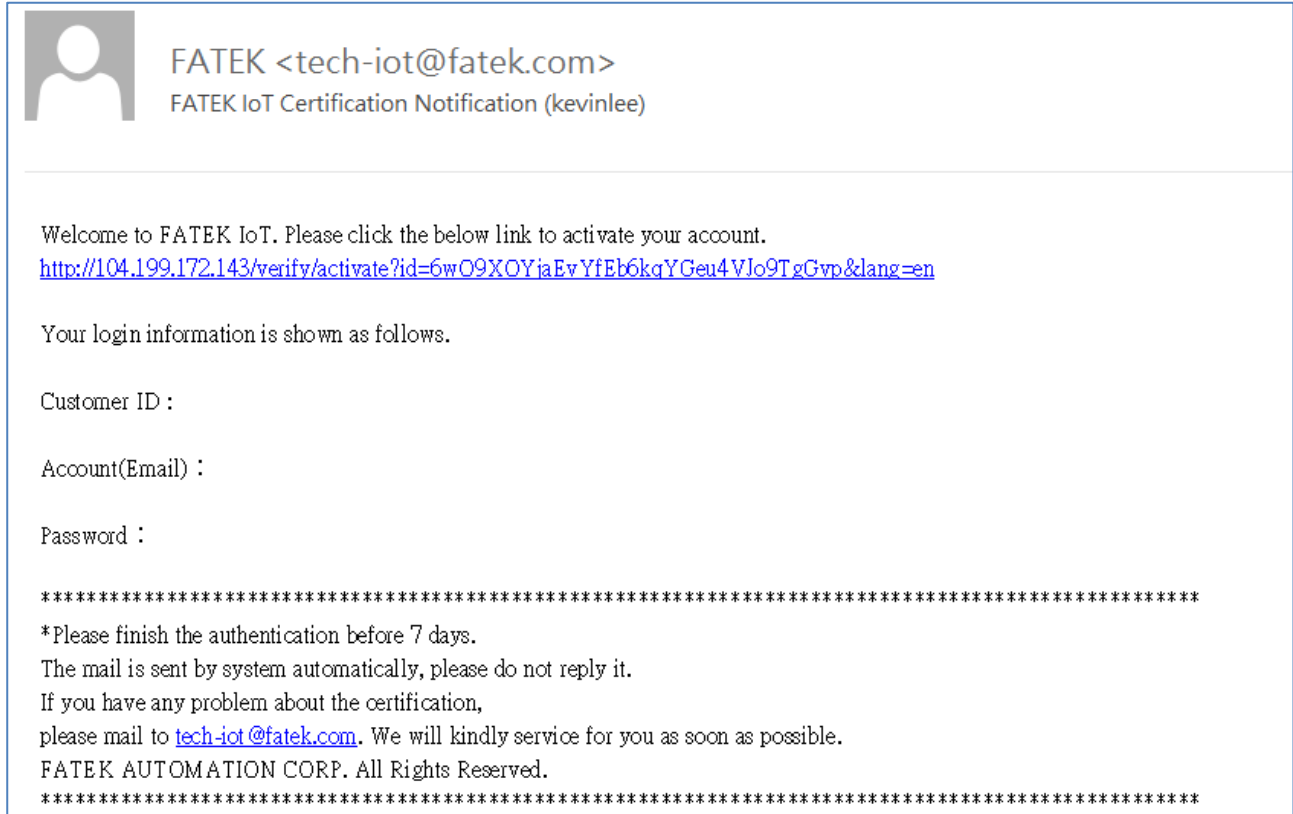 FATEK <tech-iot@fatek.com>
FATEK IoT Certification Notification (kevinlee)
Welcome to FATEK IoT. Please click the below link to activate your account.
http://104.199.172.143/verify/activate?id=6wO9XOYjaEvYfEb6kqYGeu4VJo9TgGvp&lang=en
Your login information is shown as follows.
Customer ID :
Account(Email)：
Password：
****************************************************************************************************
*Please finish the authentication before 7 days.
The mail is sent by system automatically, please do not reply it.
If you have any problem about the certification,
please mail to tech-iot@fatek.com. We will kindly service for you as soon as possible.
FATEK AUTOMATION CORP. All Rights Reserved.
****************************************************************************************************